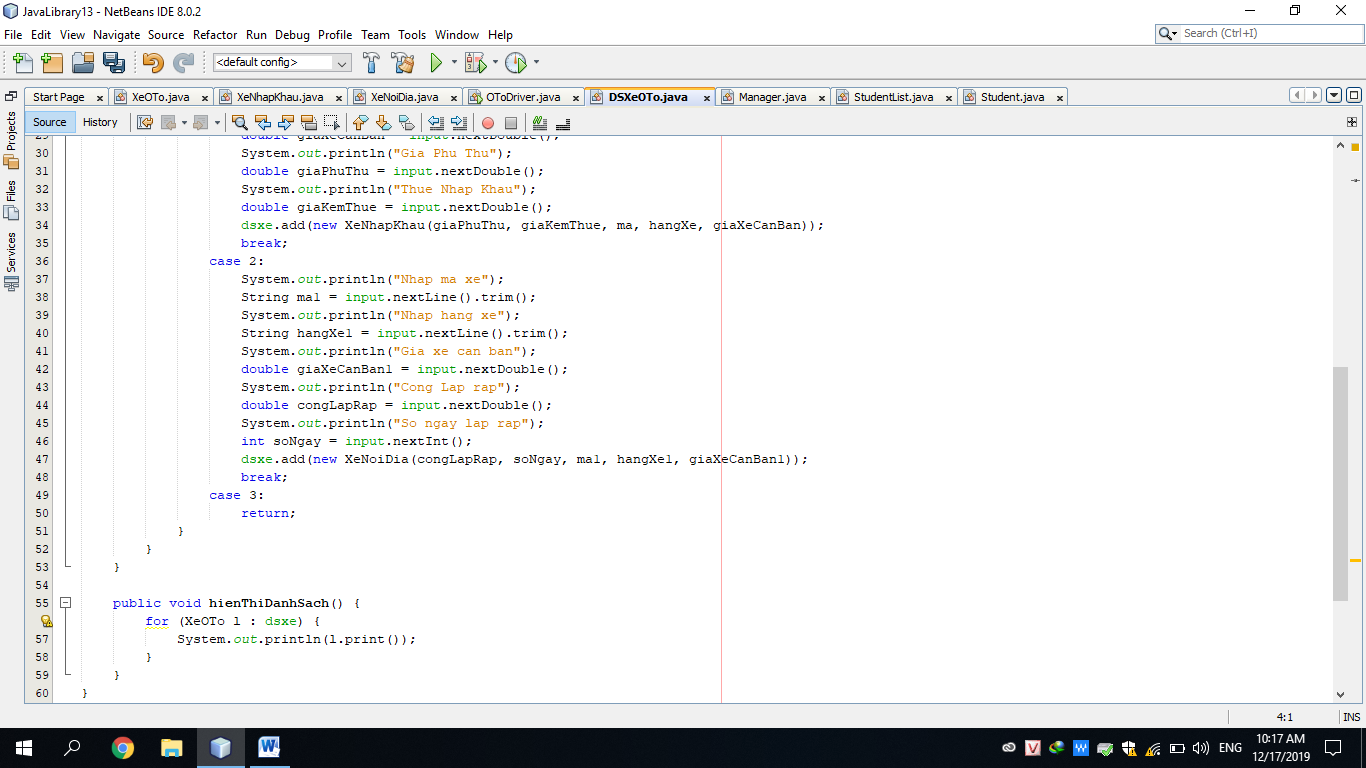 JavaLibrary13 - NetBeans IDE 8.0.2
File Edit View Navigate Source Refactor Run Debug Profile Team Tools Window Help
Search (Ctrl+I)
<default config>
Start Page XeOTo.java XeNhapKhau.java XeNoiDia.java OToDriver.java DSXeOTo.java Manager.java StudentList.java Student.java
Projects
Files
Services
Source History
29 double giaXeCanBan = input.nextDouble();
30 System.out.println("Gia Phu Thu");
31 double giaPhuThu = input.nextDouble();
32 System.out.println("Thue Nhap Khau");
33 double giaKemThue = input.nextDouble();
34 dsxe.add(new XeNhapKhau(giaPhuThu, giaKemThue, ma, hangXe, giaXeCanBan));
35 break;
36 case 2:
37 System.out.println("Nhap ma xe");
38 String ma1 = input.nextLine().trim();
39 System.out.println("Nhap hang xe");
40 String hangXe1 = input.nextLine().trim();
41 System.out.println("Gia xe can ban");
42 double giaXeCanBan1 = input.nextDouble();
43 System.out.println("Cong Lap rap");
44 double congLapRap = input.nextDouble();
45 System.out.println("So ngay lap rap");
46 int soNgay = input.nextInt();
47 dsxe.add(new XeNoiDia(congLapRap, soNgay, ma1, hangXe1, giaXeCanBan1));
48 break;
49 case 3:
50 return;
51 }
52 }
53 }
54
55 public void hienThiDanhSach() {
for (XeOTo l : dsxe) {
57 System.out.println(l.print());
58 }
59 }
60 }
4:1 INS
ENG
10:17 AM
12/17/2019